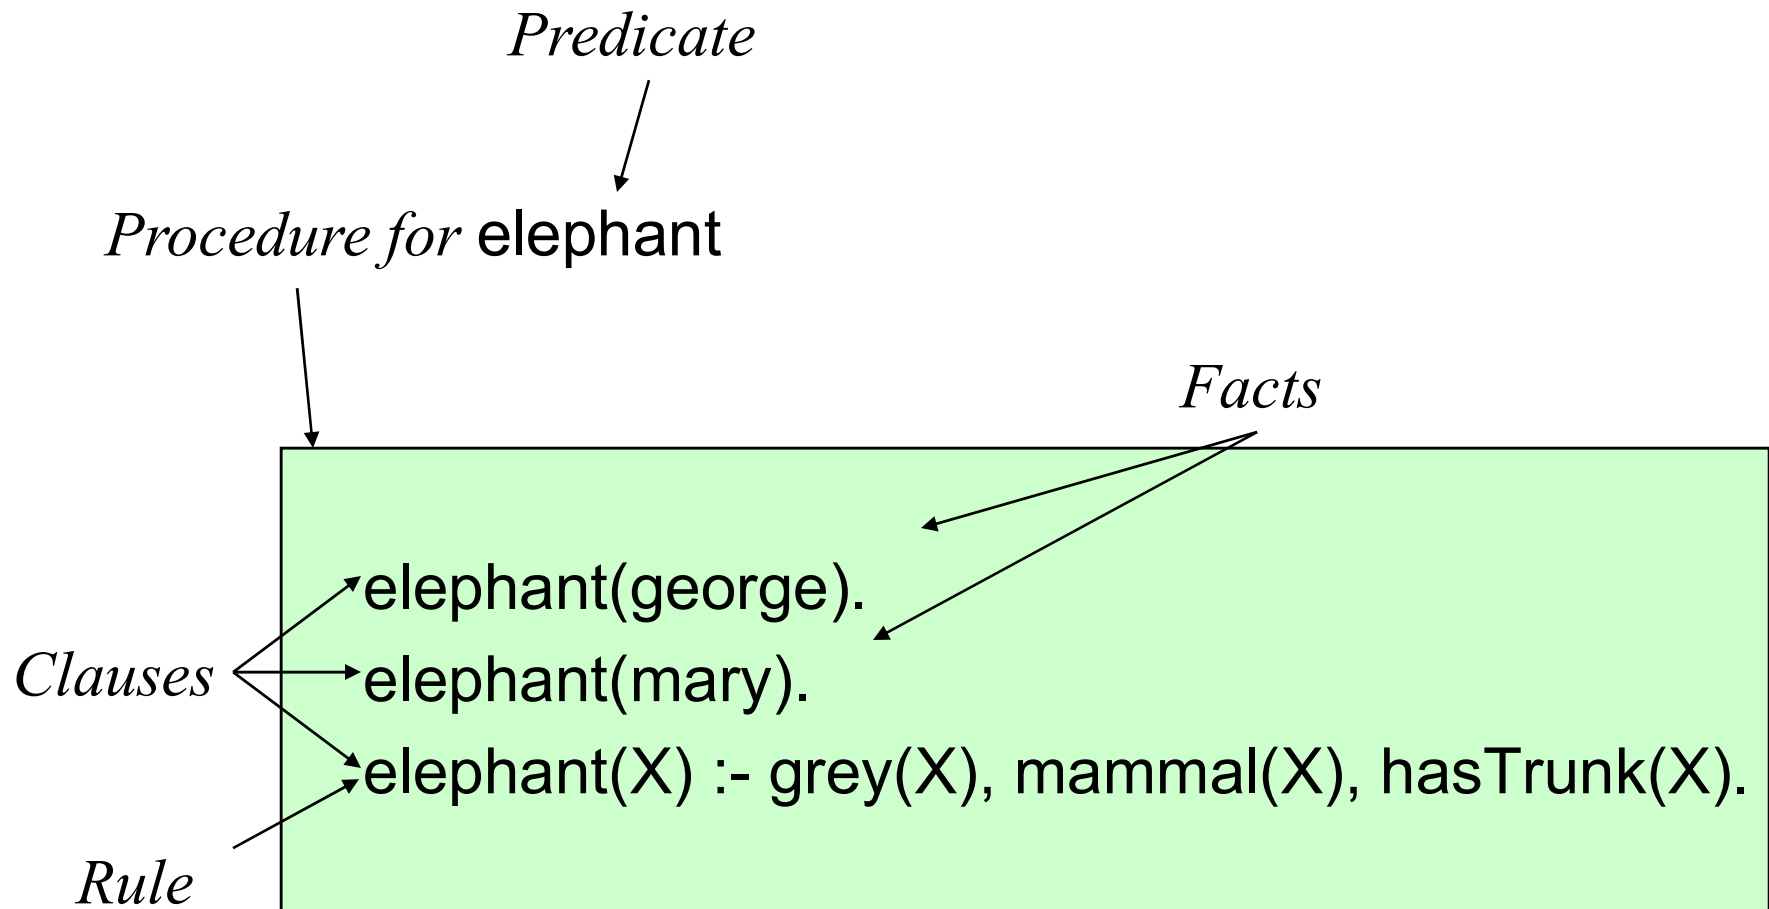 Predicate
Procedure for elephant
Facts
elephant(george).
Clauses
elephant(mary).
elephant(X) :- grey(X), mammal(X), hasTrunk(X).
Rule